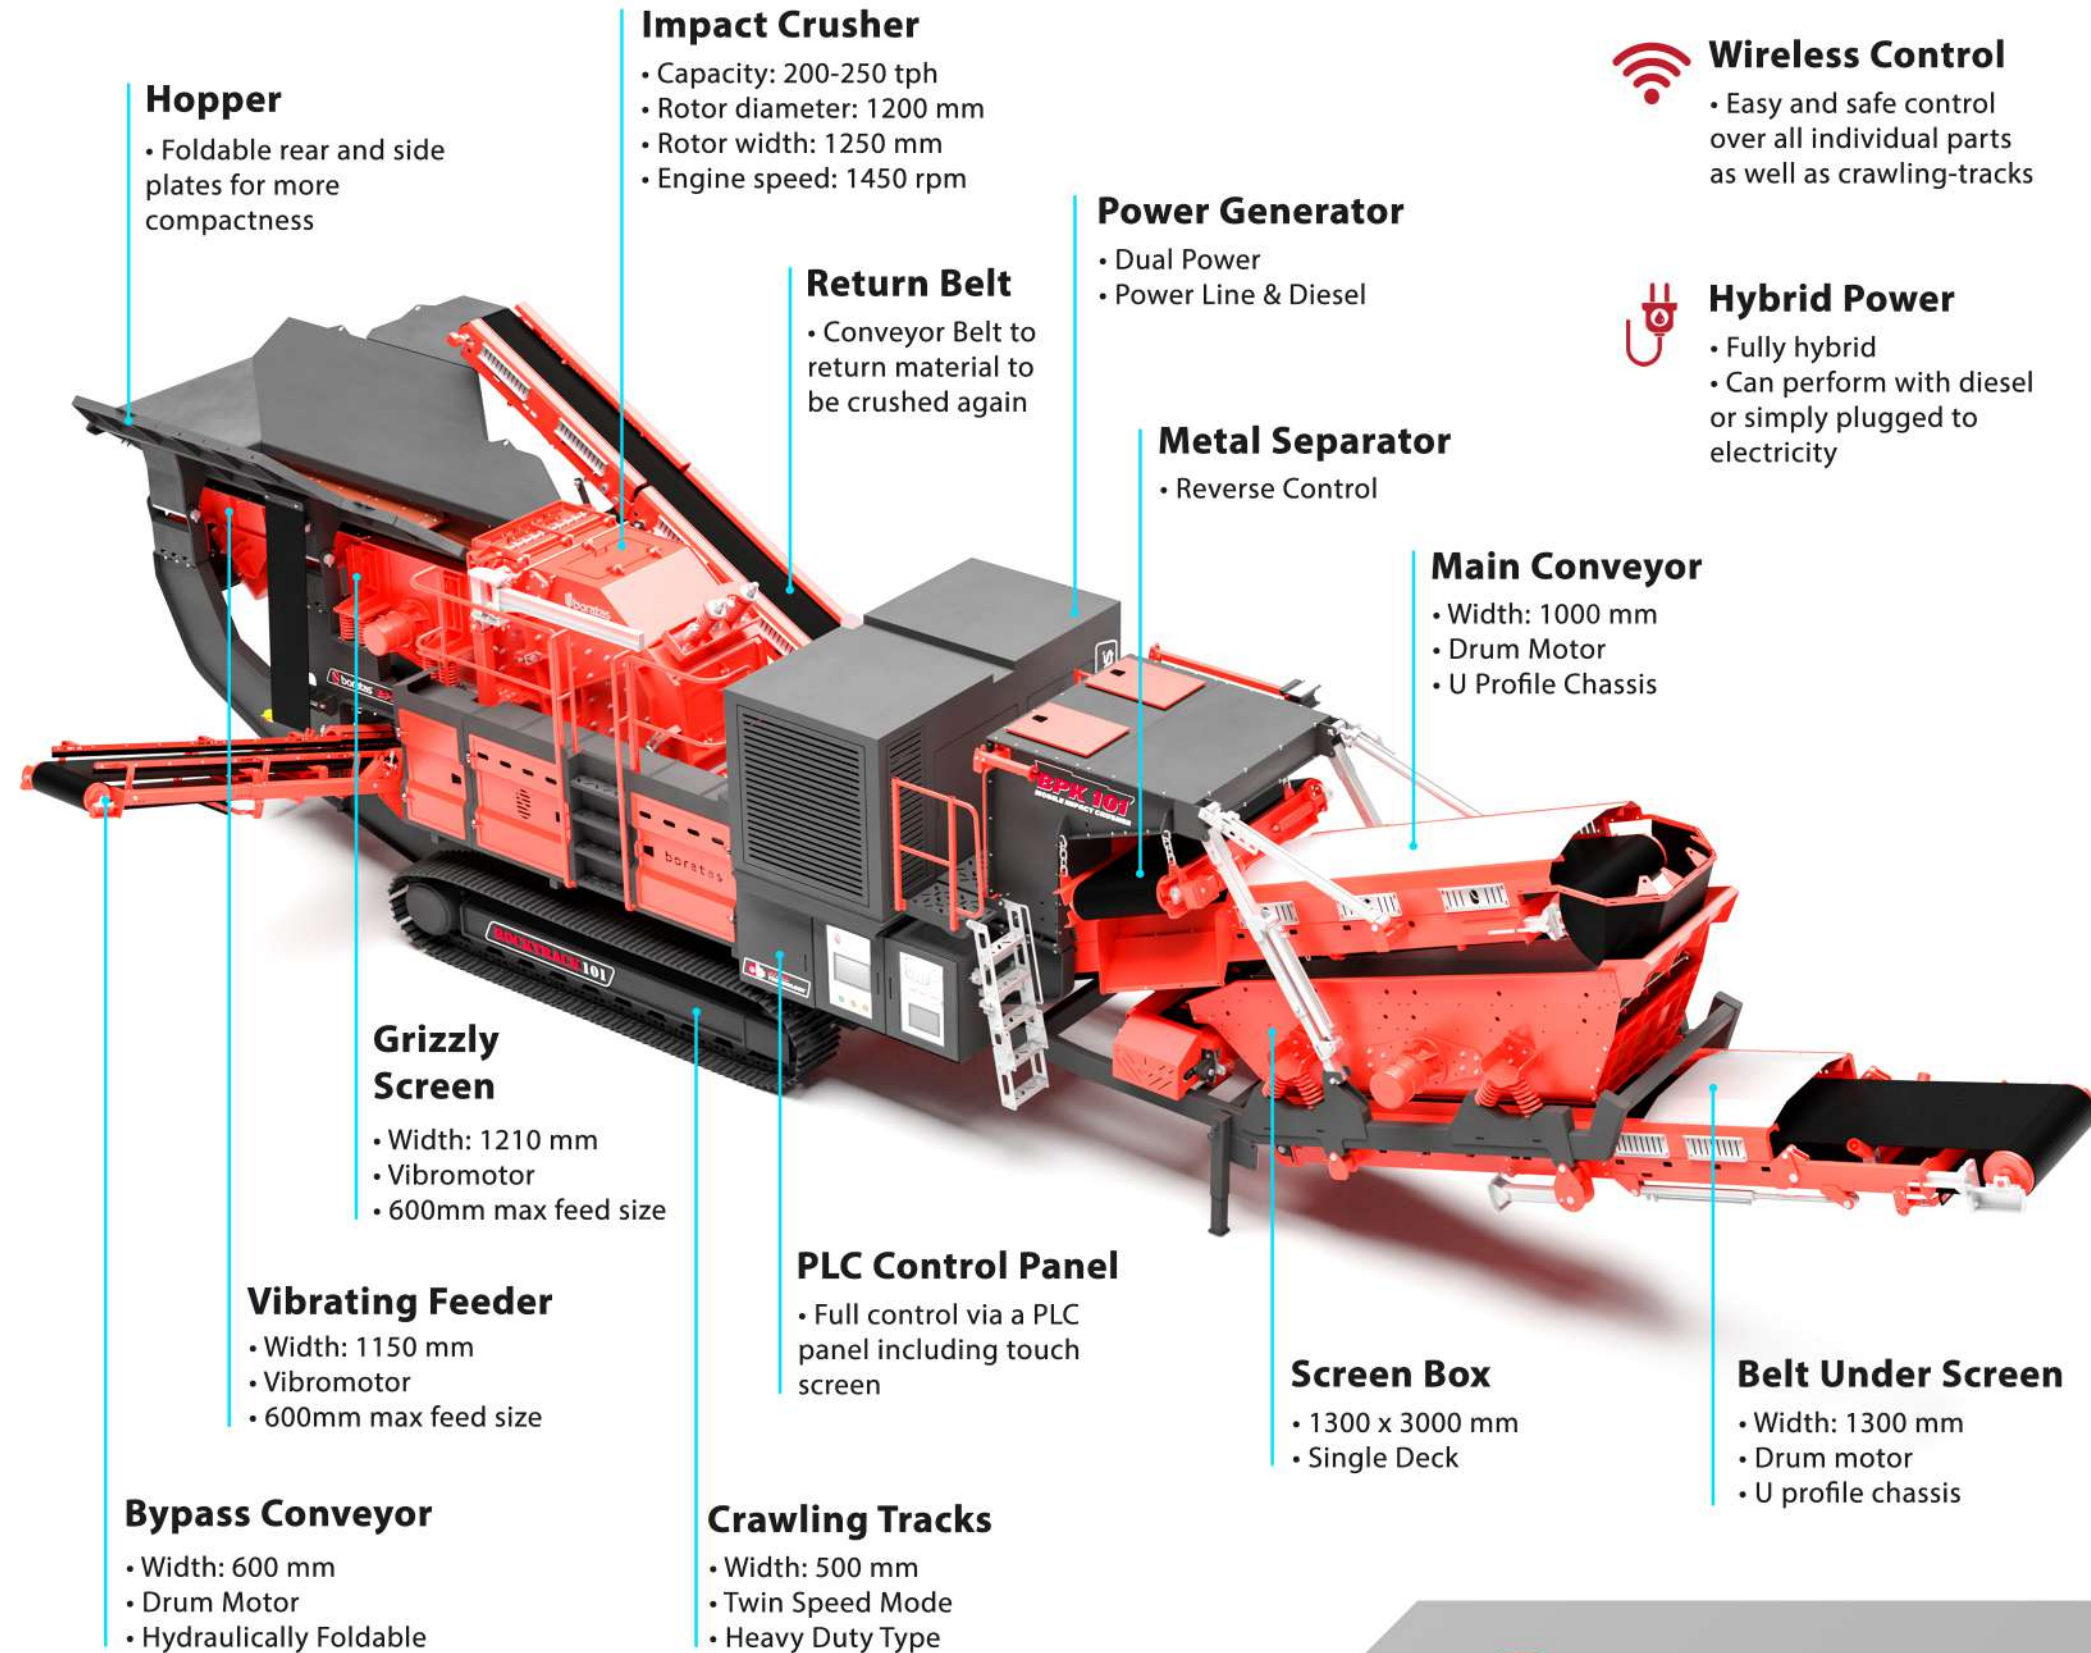 Impact Crusher
• Capacity: 200-250 tph
• Rotor diameter: 1200 mm
• Rotor width: 1250 mm
• Engine speed: 1450 rpm
Wireless Control
• Easy and safe control
over all individual parts
as well as crawling-tracks
Hopper
• Foldable rear and side
plates for more
compactness
Power Generator
• Dual Power
• Power Line & Diesel
Return Belt
• Conveyor Belt to
return material to
be crushed again
Hybrid Power
• Fully hybrid
• Can perform with diesel
or simply plugged to
electricity
Metal Separator
• Reverse Control
Main Conveyor
• Width: 1000 mm
• Drum Motor
• U Profile Chassis
boratas
boratas
BPK 101
MOBILE IMPACT CRUSHER
boratas
ROCKTRACK 101
Grizzly
Screen
• Width: 1210 mm
• Vibromotor
• 600mm max feed size
Vibrating Feeder
• Width: 1150 mm
• Vibromotor
• 600mm max feed size
PLC Control Panel
• Full control via a PLC
panel including touch
screen
Screen Box
• 1300 x 3000 mm
• Single Deck
Belt Under Screen
• Width: 1300 mm
• Drum motor
• U profile chassis
Bypass Conveyor
• Width: 600 mm
• Drum Motor
• Hydraulically Foldable
Crawling Tracks
• Width: 500 mm
• Twin Speed Mode
• Heavy Duty Type